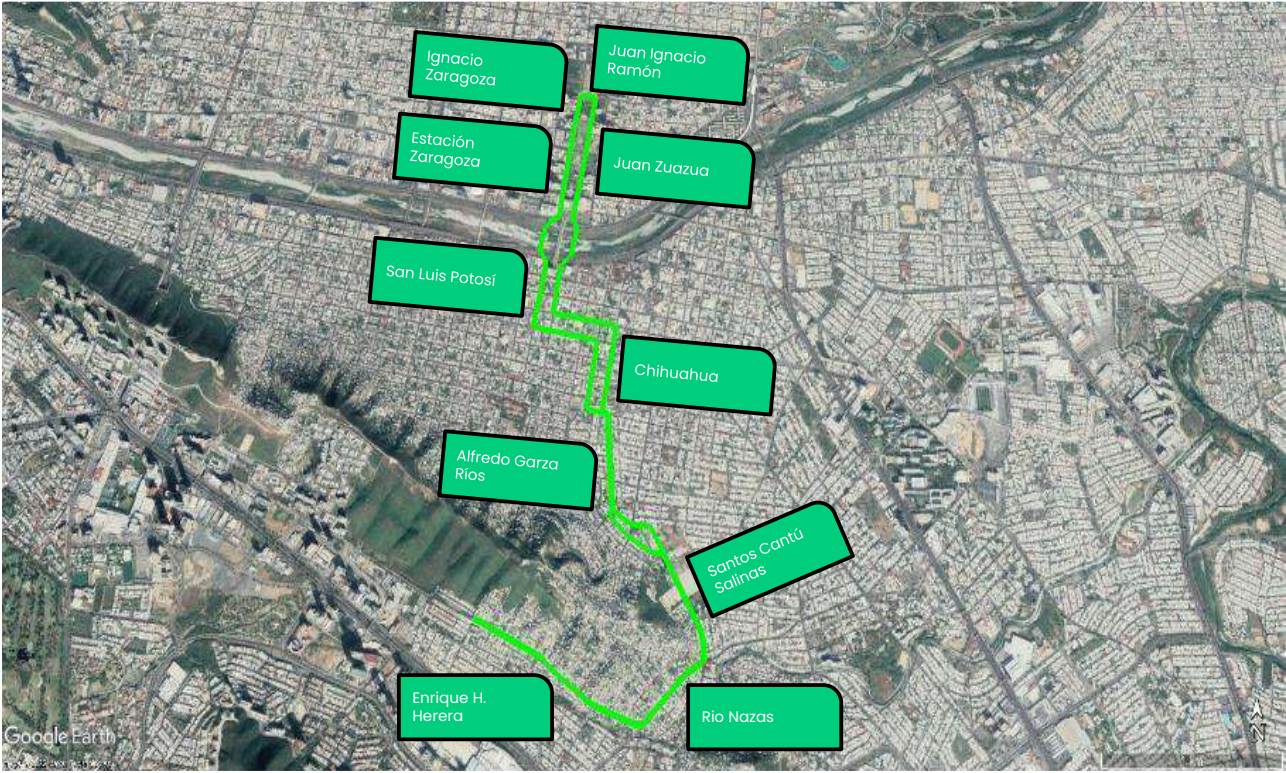 Ignacio
Zaragoza
Juan Ignacio
Ramón
Estación
Zaragoza
Juan Zuazua
San Luis Potosí
Chihuahua
Alfredo Garza
Ríos
Santos Cantú
Salinas
Enrique H.
Herera
Rio Nazas
Google Earth
N